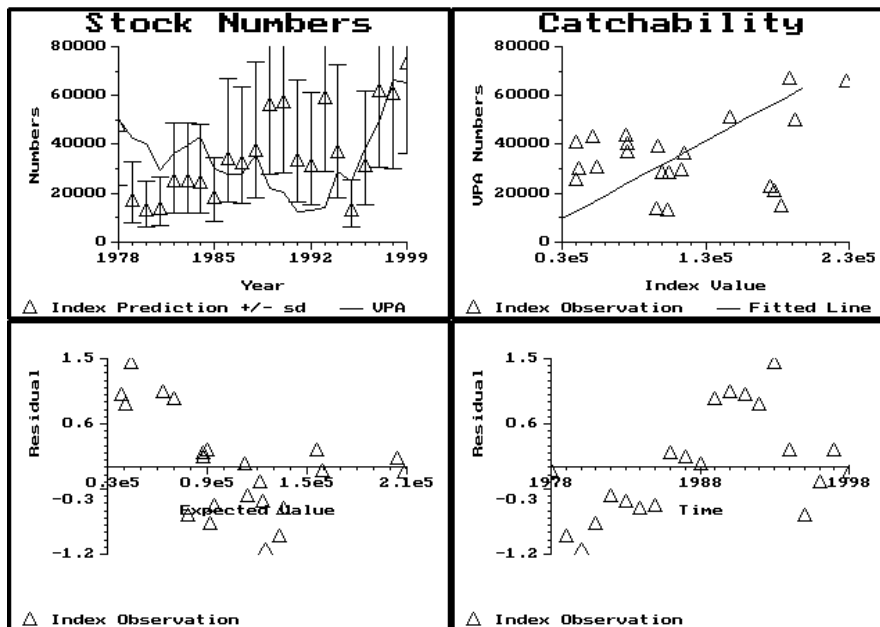 Stock Numbers
80000
60000
40000
20000
0
Numbers
1978 1985 1992 1999
Year
△ Index Prediction +/- sd — VPA
Catchability
80000
60000
40000
20000
0
VPA Numbers
0.3e5 1.3e5 2.3e5
Index Value
△ Index Observation — Fitted Line
1.5
0.6
-0.3
-1.2
Residual
0.3e5 0.9e5 1.5e5 2.1e5
Expected Value
△ Index Observation
1.5
0.6
-0.3
-1.2
Residual
1978 1988 1998
Time
△ Index Observation